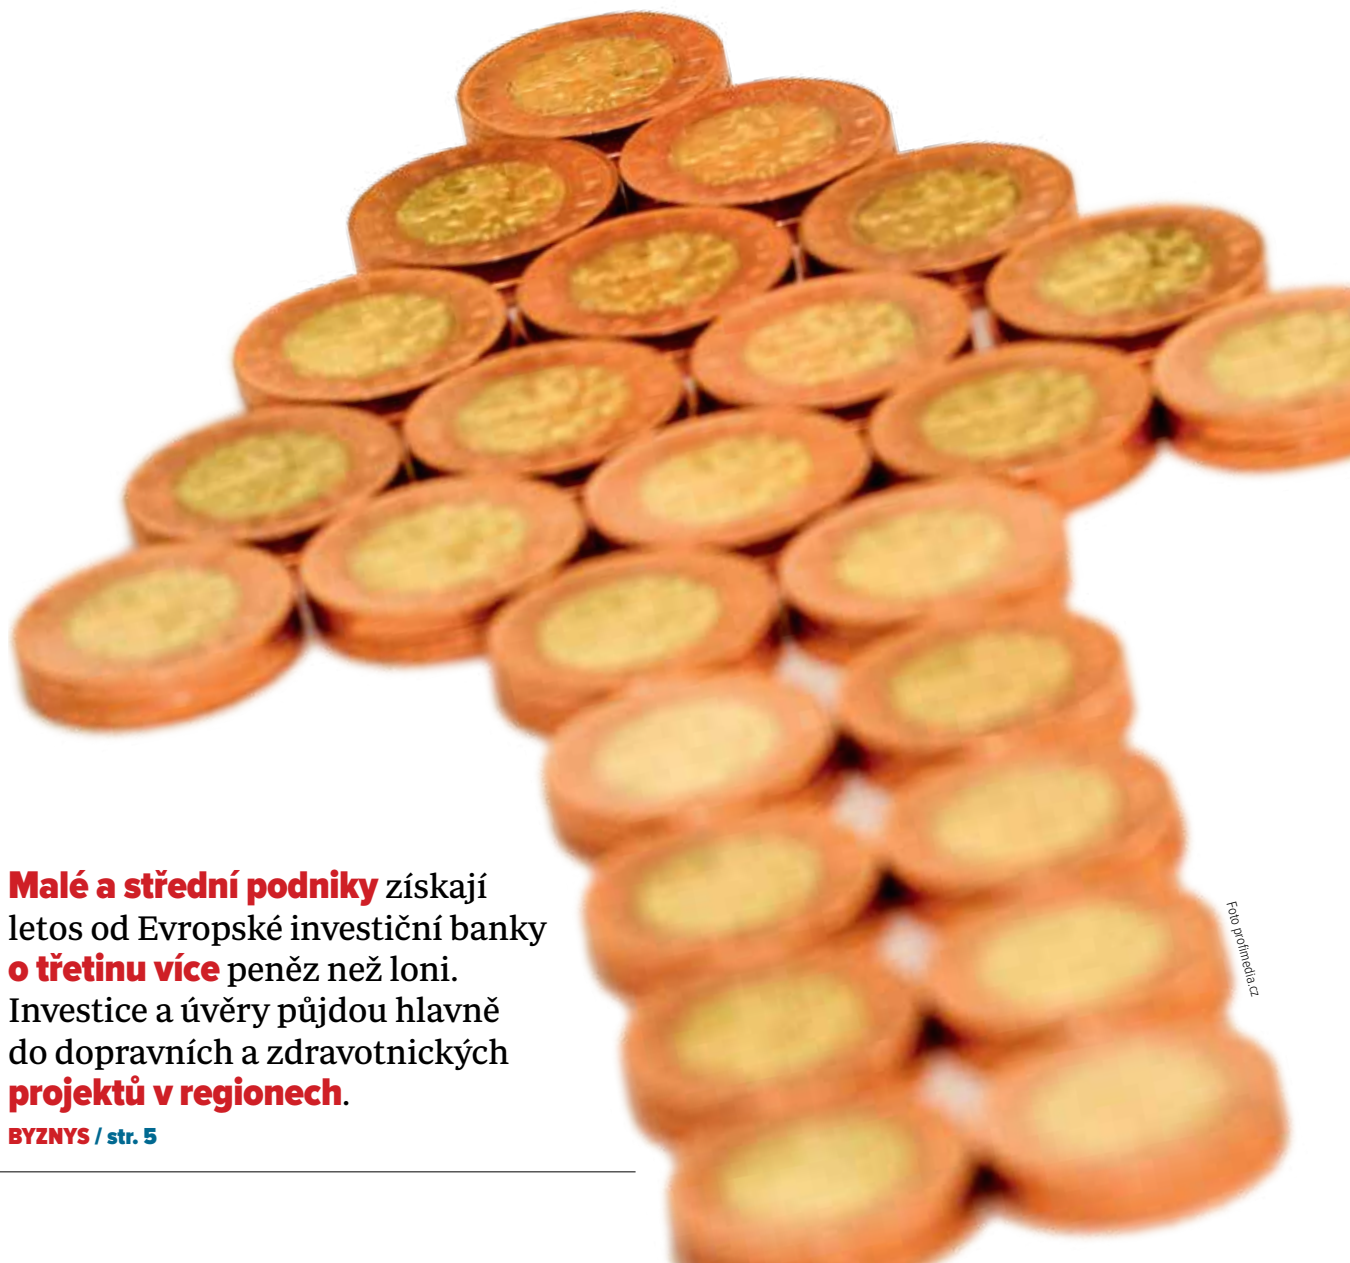 Malé a střední podniky získají
letos od Evropské investiční banky
o třetinu více peněz než loni.
Investice a úvěry půjdou hlavně
do dopravních a zdravotnických
projektů v regionech.
BYZNYS / str. 5
Foto profimedia.cz